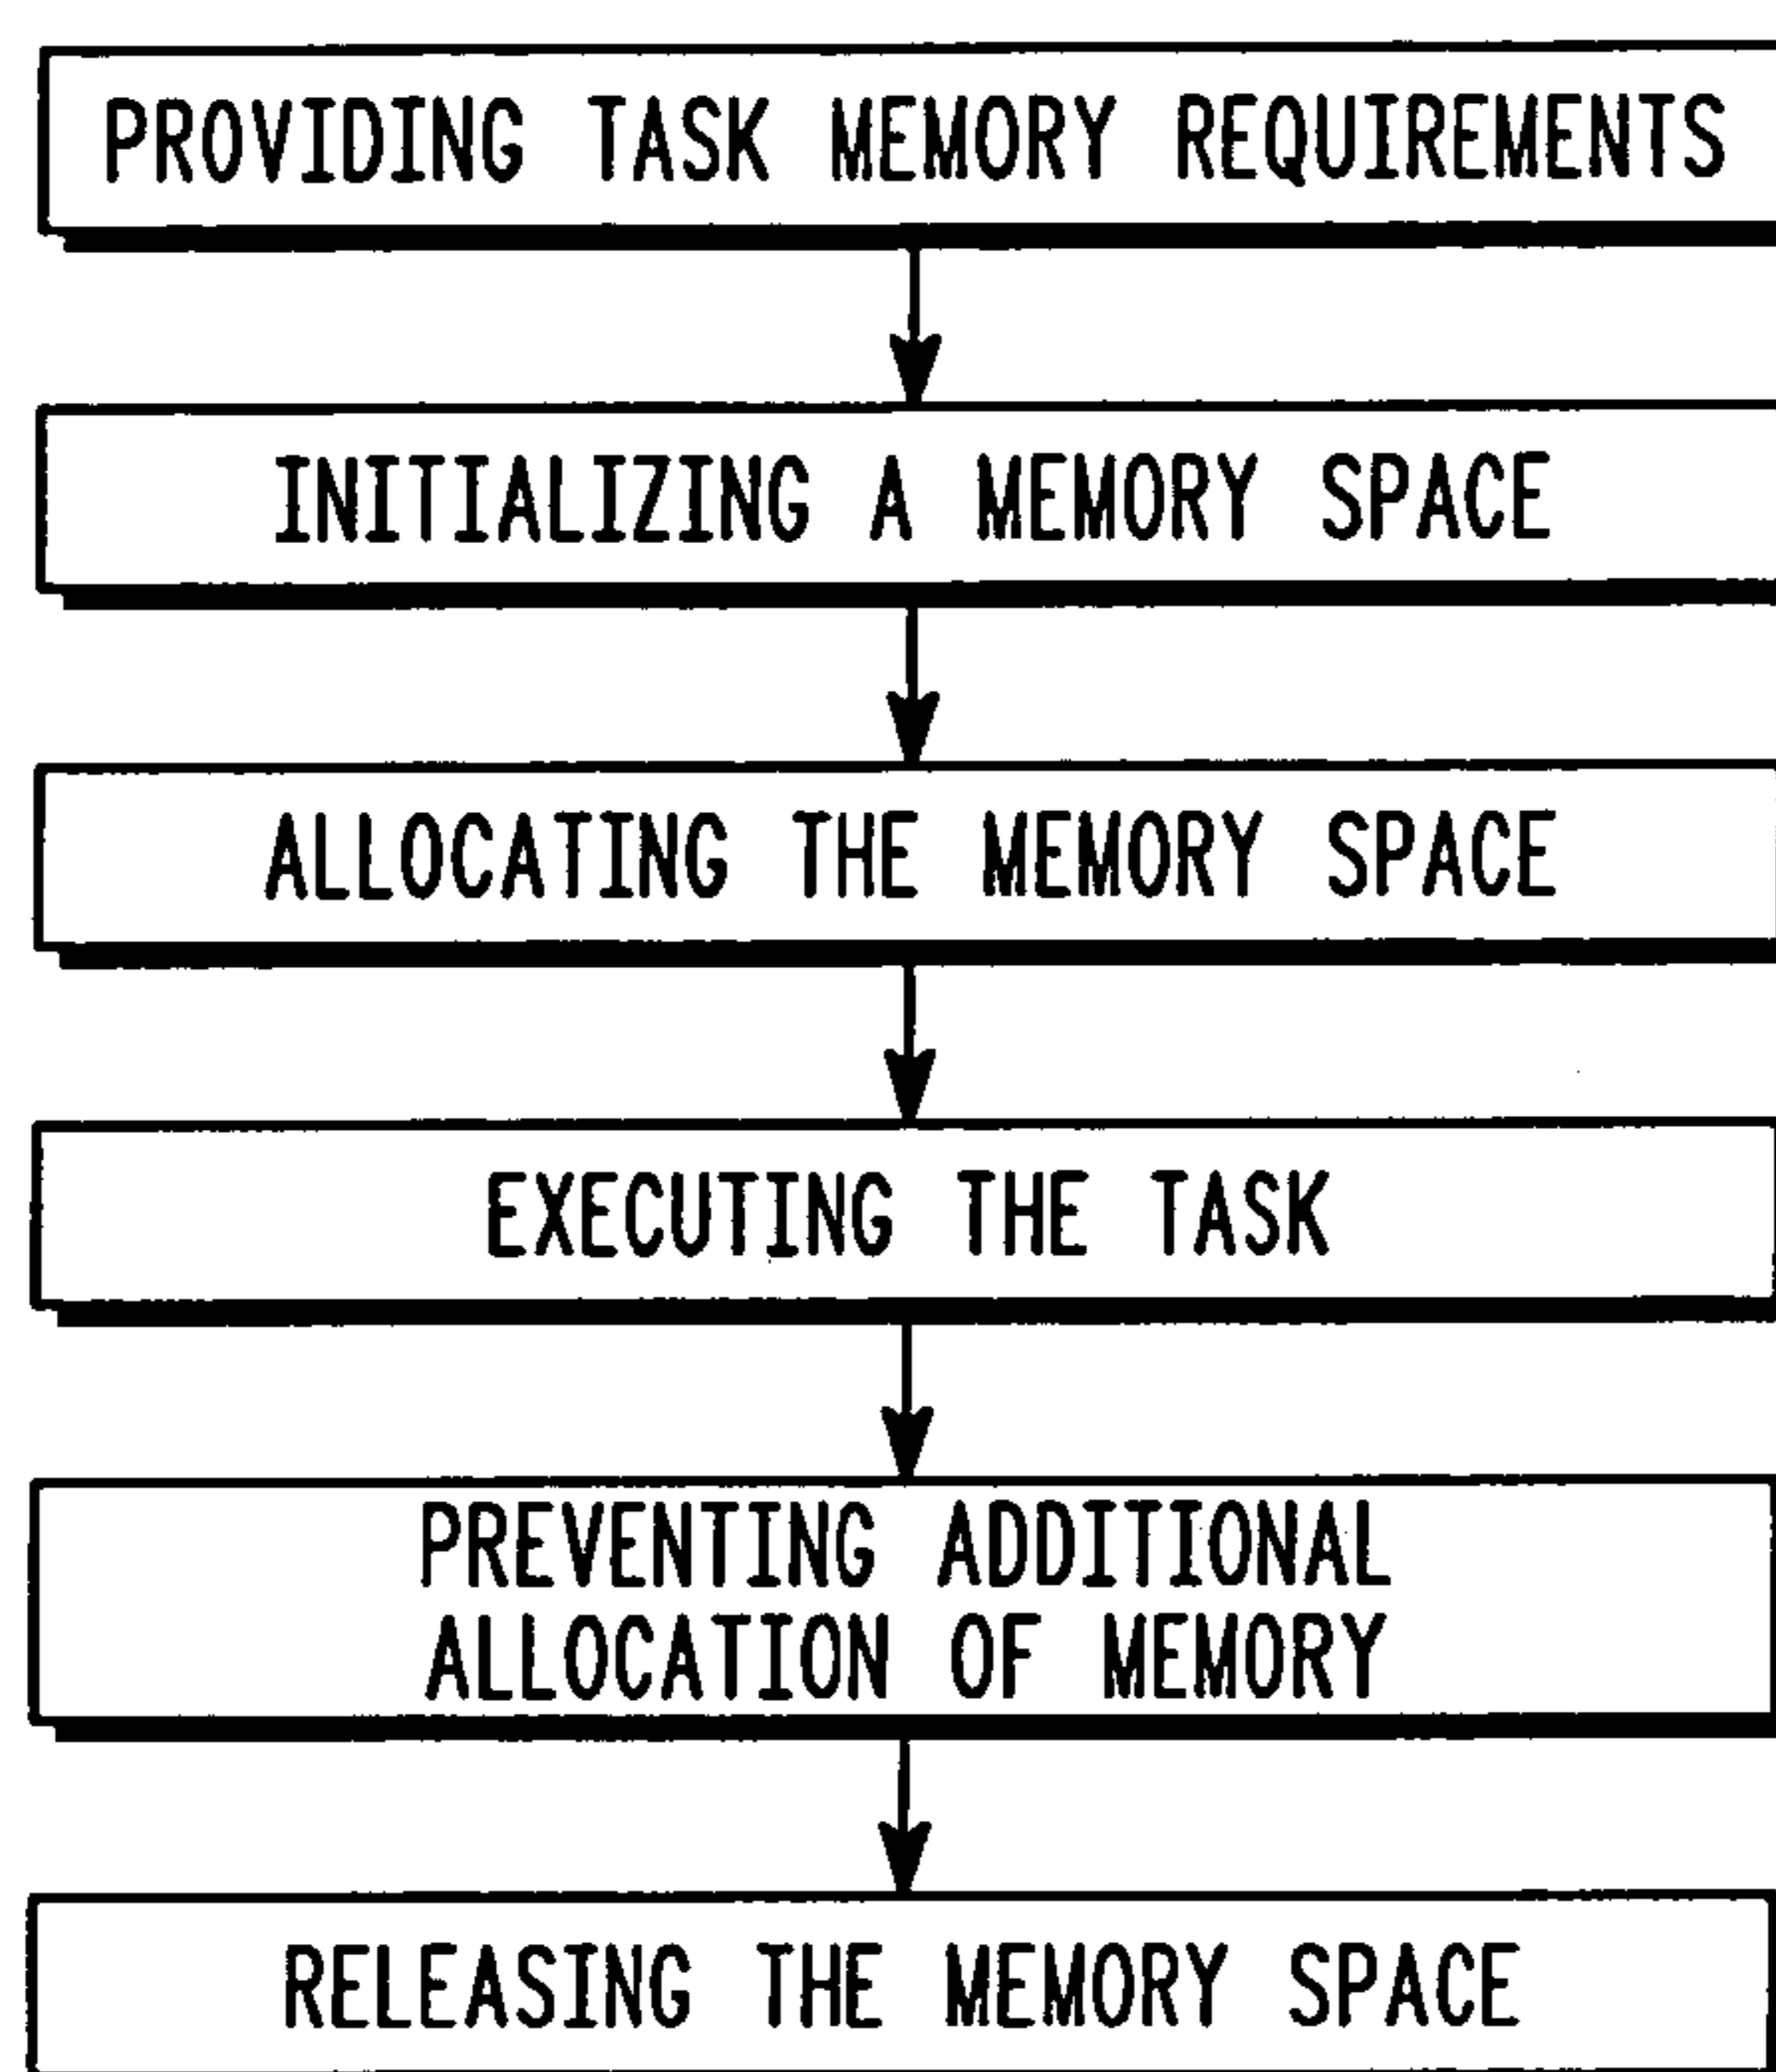 PROVIDING TASK MEMORY REQUIREMENTS
INITIALIZING A MEMORY SPACE
ALLOCATING THE MEMORY SPACE
EXECUTING THE TASK
PREVENTING ADDITIONAL
ALLOCATION OF MEMORY
RELEASING THE MEMORY SPACE